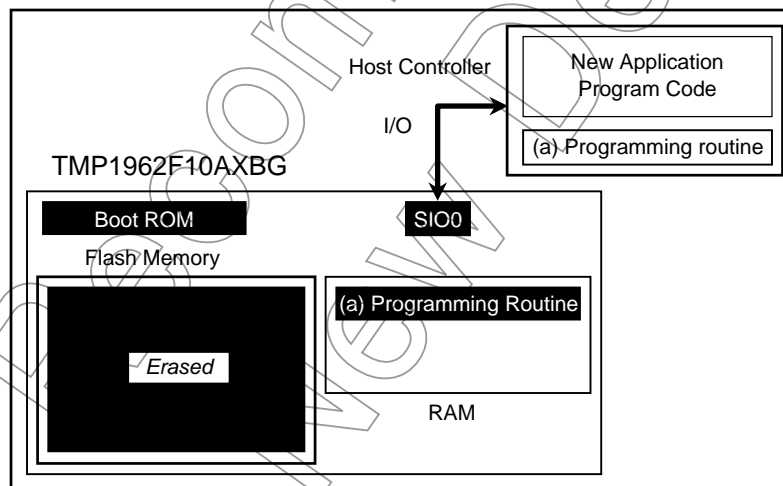 Host Controller
New Application
Program Code
I/O
(a) Programming routine
TMP1962F10AXBG
Boot ROM
SIO0
Flash Memory
(a) Programming Routine
Erased
RAM